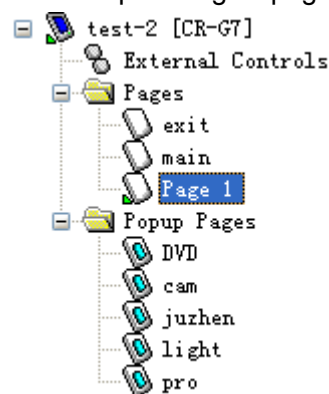 test-2 [CR-G7]
External Controls
Pages
exit
main
Page 1
Popup Pages
DVD
cam
juzhen
light
pro